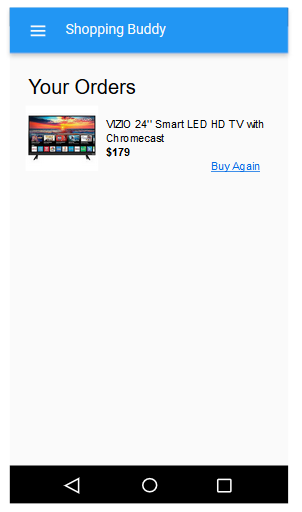 Shopping Buddy
Your Orders
VIZIO 24'' Smart LED HD TV with
Chromecast
$179
Buy Again